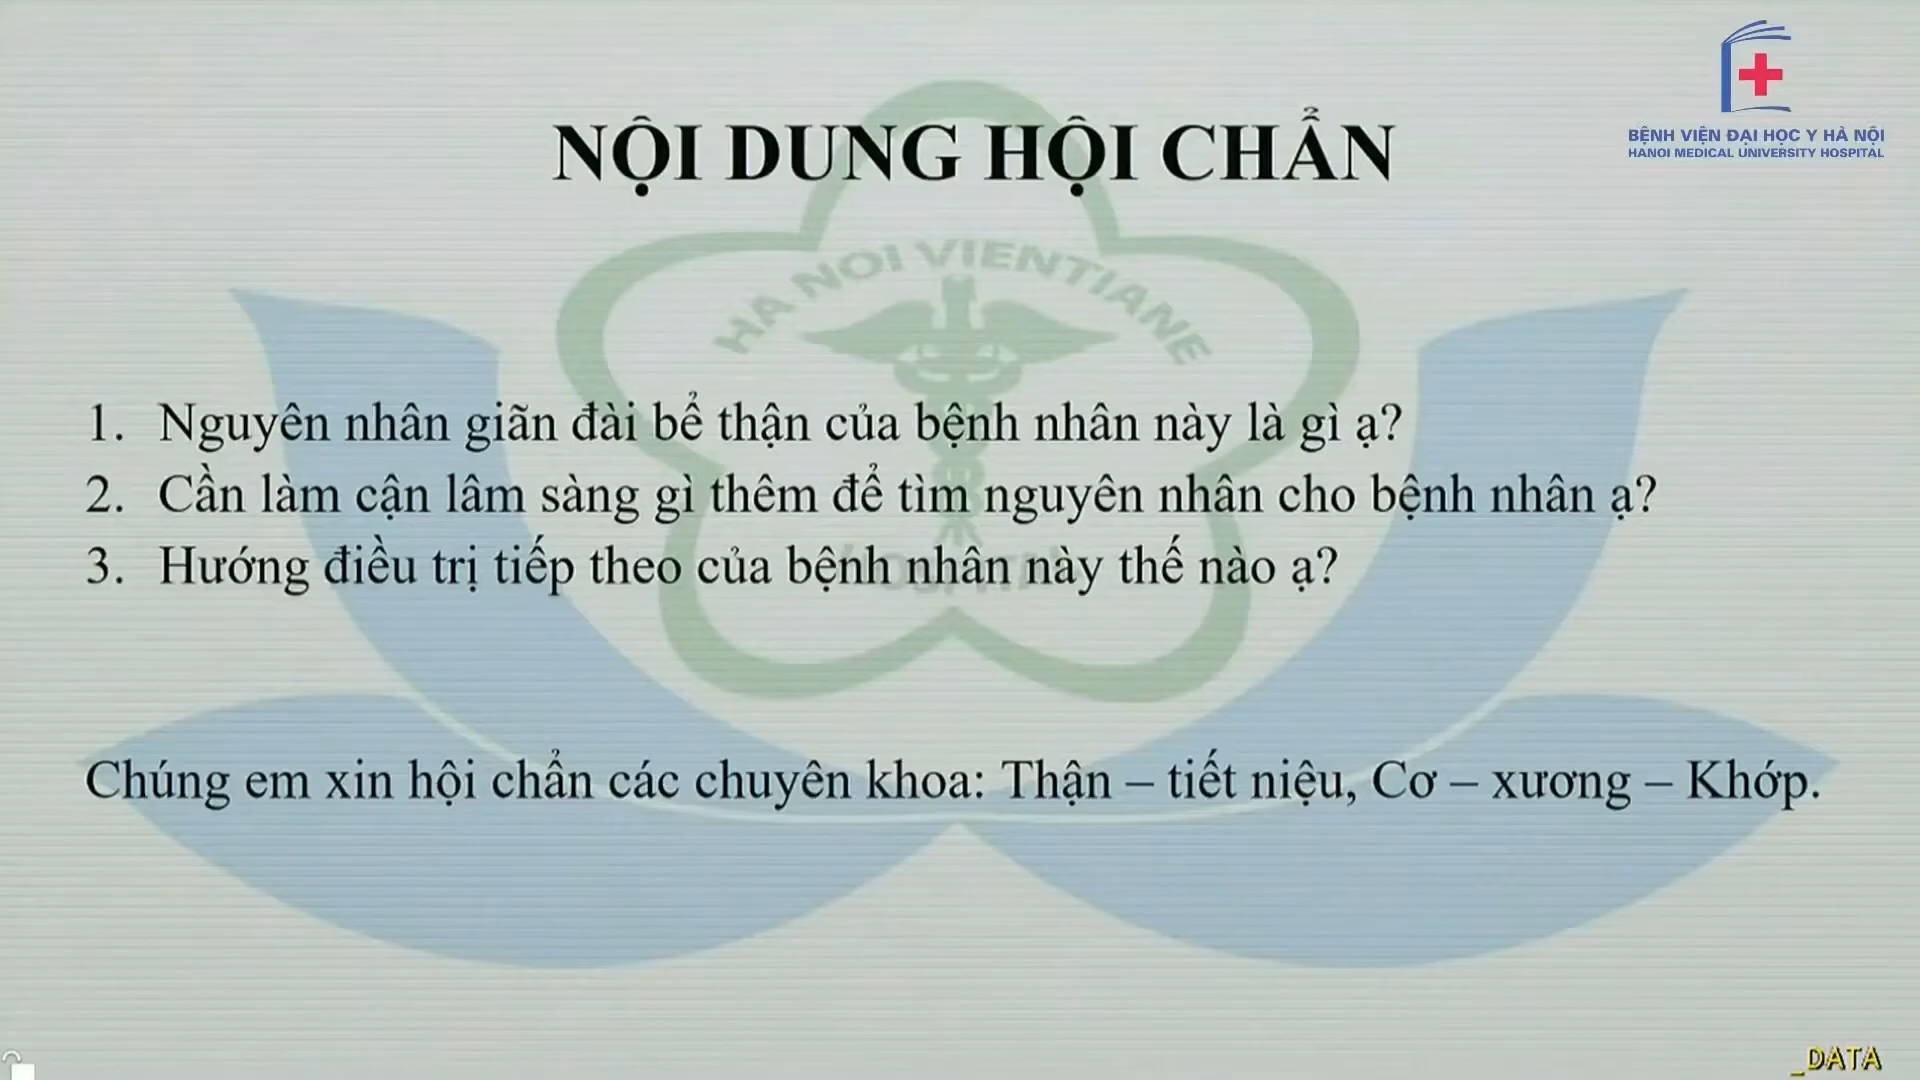 BỆNH VIỆN ĐẠI HỌC Y HÀ NỘI
HANOI MEDICAL UNIVERSITY HOSPITAL
NỘI DUNG HỘI CHẨN
HA NOI VIENTIANE
1. Nguyên nhân giãn đài bể thận của bệnh nhân này là gì ạ?
2. Cần làm cận lâm sàng gì thêm để tìm nguyên nhân cho bệnh nhân ạ?
3. Hướng điều trị tiếp theo của bệnh nhân này thế nào ạ?
Chúng em xin hội chẩn các chuyên khoa: Thận – tiết niệu, Cơ – xương – Khớp.
_DATA